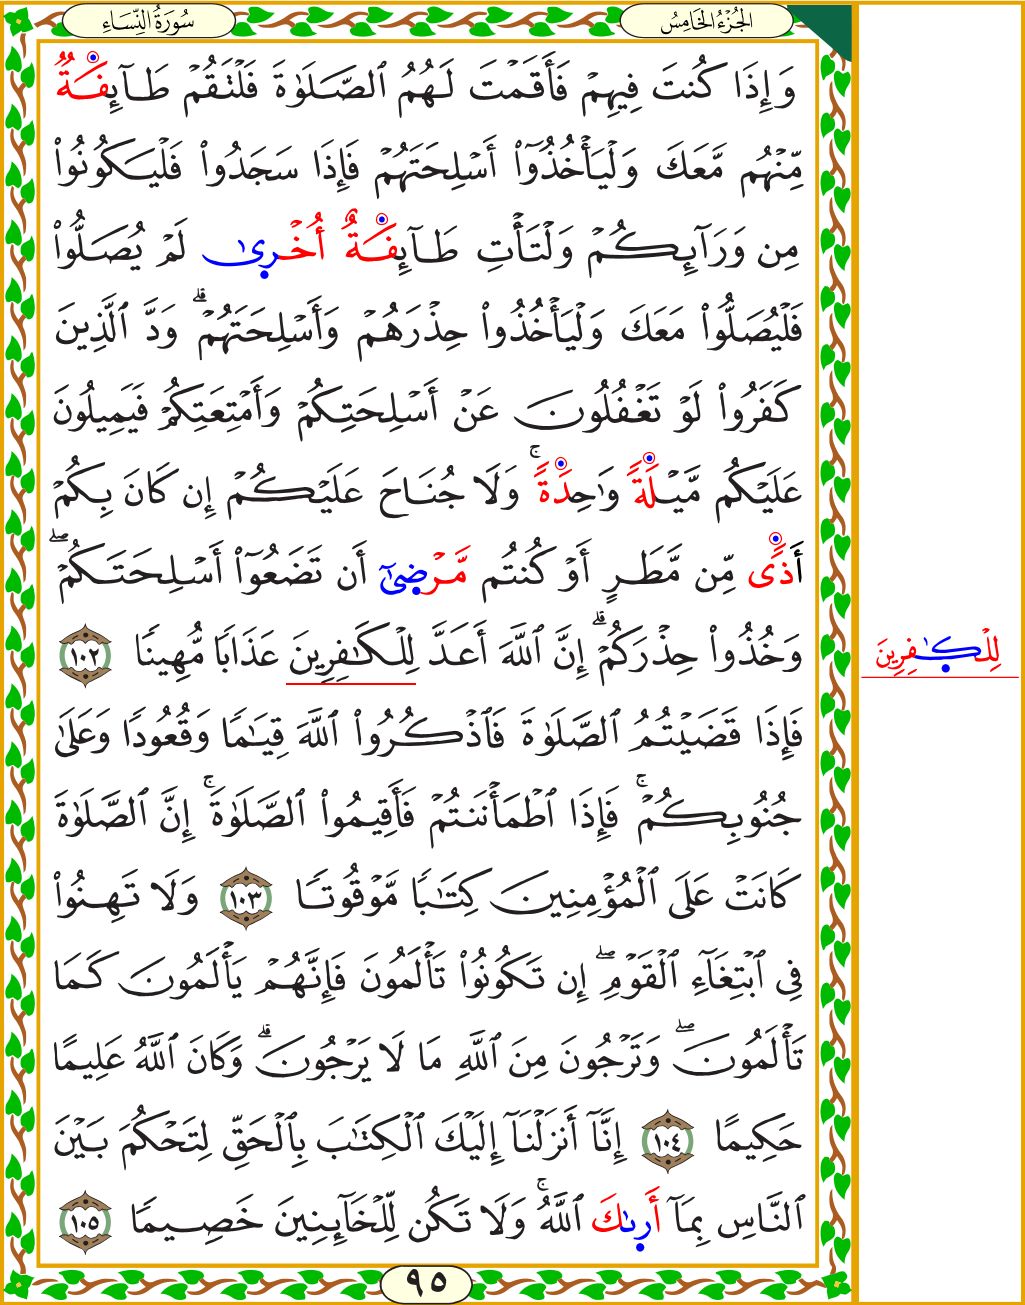 الجُزْءُ الخَامِسُ
سُورَةُ النِّسَاءِ
وَإِذَا كُنتَ فِيهِمۡ فَأَقَمۡتَ لَهُمُ ٱلصَّلَوٰةَ فَلۡتَقُمۡ طَآئِفَةٌ
مِّنۡهُم مَّعَكَ وَلۡيَأۡخُذُوٓاْ أَسۡلِحَتَهُمۡ فَإِذَا سَجَدُواْ فَلۡيَكُونُواْ
مِن وَرَآئِكُمۡ وَلۡتَأۡتِ طَآئِفَةٌ أُخۡرَىٰ لَمۡ يُصَلُّواْ
فَلۡيُصَلُّواْ مَعَكَ وَلۡيَأۡخُذُواْ حِذۡرَهُمۡ وَأَسۡلِحَتَهُمۡۗ وَدَّ ٱلَّذِينَ
كَفَرُواْ لَوۡ تَغۡفُلُونَ عَنۡ أَسۡلِحَتِكُمۡ وَأَمۡتِعَتِكُمۡ فَيَمِيلُونَ
عَلَيۡكُم مَّيۡلَةً وَٰحِدَةًۚ وَلَا جُنَاحَ عَلَيۡكُمۡ إِن كَانَ بِكُمۡ
أَذًى مِّن مَّطَرٍ أَوۡ كُنتُم مَّرۡضَىٰٓ أَن تَضَعُوٓاْ أَسۡلِحَتَكُمۡۖ
وَخُذُواْ حِذۡرَكُمۡۗ إِنَّ ٱللَّهَ أَعَدَّ لِلۡكَٰفِرِينَ عَذَابًا مُّهِينًا ١٠٢
لِلۡكَٰفِرِينَ
فَإِذَا قَضَيۡتُمُ ٱلصَّلَوٰةَ فَٱذۡكُرُواْ ٱللَّهَ قِيَٰمًا وَقُعُودًا وَعَلَىٰ
جُنُوبِكُمۡۚ فَإِذَا ٱطۡمَأۡنَنتُمۡ فَأَقِيمُواْ ٱلصَّلَوٰةَۚ إِنَّ ٱلصَّلَوٰةَ
كَانَتۡ عَلَى ٱلۡمُؤۡمِنِينَ كِتَٰبًا مَّوۡقُوتًا ١٠٣ وَلَا تَهِنُواْ
فِي ٱبۡتِغَآءِ ٱلۡقَوۡمِۖ إِن تَكُونُواْ تَأۡلَمُونَ فَإِنَّهُمۡ يَأۡلَمُونَ كَمَا
تَأۡلَمُونَۖ وَتَرۡجُونَ مِنَ ٱللَّهِ مَا لَا يَرۡجُونَۗ وَكَانَ ٱللَّهُ عَلِيمًا
حَكِيمًا ١٠٤ إِنَّآ أَنزَلۡنَآ إِلَيۡكَ ٱلۡكِتَٰبَ بِٱلۡحَقِّ لِتَحۡكُمَ بَيۡنَ
ٱلنَّاسِ بِمَآ أَرَىٰكَ ٱللَّهُۚ وَلَا تَكُن لِّلۡخَآئِنِينَ خَصِيمًا ١٠٥
٩٥